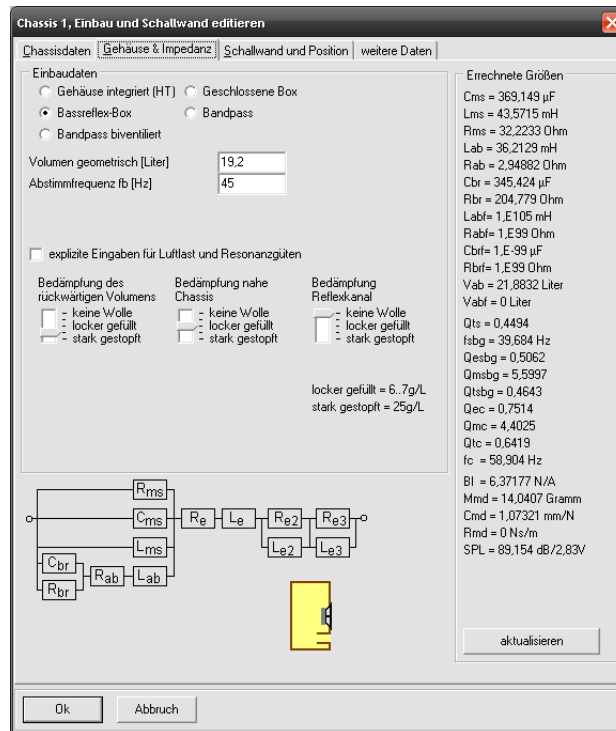 Chassis 1, Einbau und Schallwand editieren
Chassisdaten Gehäuse & Impedanz Schallwand und Position weitere Daten
Einbaudaten
Gehäuse integriert (HT) Geschlossene Box
Bassreflex-Box Bandpass
Bandpass biventiliert
Volumen geometrisch [Liter] 19,2
Abstimmfrequenz fb [Hz] 45
explizite Eingaben für Luftlast und Resonanzgüten
Bedämpfung des rückwärtigen Volumens
keine Wolle
locker gefüllt
stark gestopft
Bedämpfung nahe Chassis
keine Wolle
locker gefüllt
stark gestopft
Bedämpfung Reflexkanal
keine Wolle
locker gefüllt
stark gestopft
locker gefüllt = 6..7g/L
stark gestopft = 25g/L
Rms
Cms Re Le Re2 Re3
Lms Le2 Le3
Cbr Rab Lab
Rbr
Errechnete Größen
Cms = 369,149 µF
Lms = 43,5715 mH
Rms = 32,2233 Ohm
Lab = 36,2129 mH
Rab = 2,94882 Ohm
Cbr = 345,424 µF
Rbr = 204,779 Ohm
Labf= 1,E105 mH
Rabf= 1,E99 Ohm
Cbrf= 1,E-99 µF
Rbrf= 1,E99 Ohm
Vab = 21,8832 Liter
Vabf = 0 Liter
Qts = 0,4494
fsbg = 39,684 Hz
Qesbg = 0,5062
Qmsbg = 5,5997
Qtsbg = 0,4643
Qec = 0,7514
Qmc = 4,4025
Qtc = 0,6419
fc = 58,904 Hz
Bl = 6,37177 N/A
Mmd = 14,0407 Gramm
Cmd = 1,07321 mm/N
Rmd = 0 Ns/m
SPL = 89,154 dB/2,83V
aktualisieren
Ok Abbruch